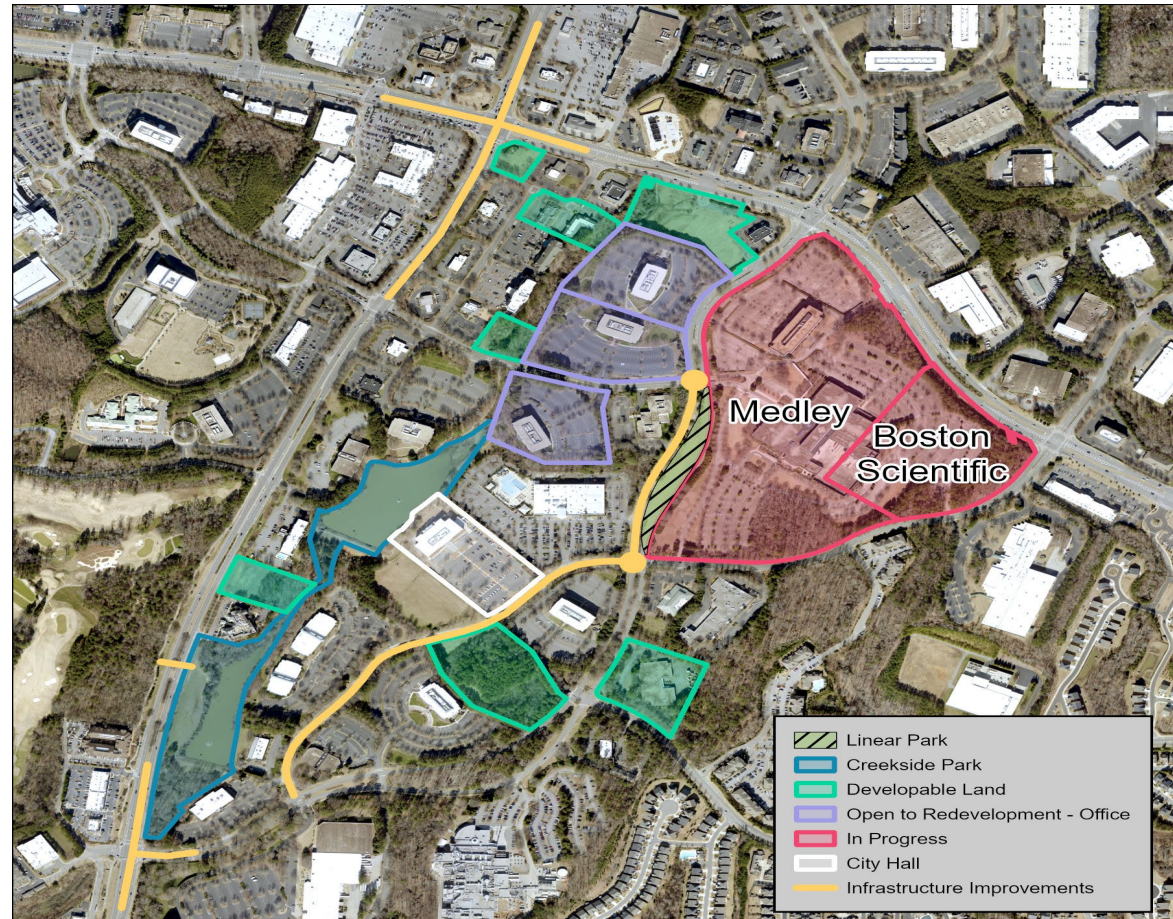 Medley
Boston
Scientific
Linear Park
Creekside Park
Developable Land
Open to Redevelopment - Office
In Progress
City Hall
Infrastructure Improvements